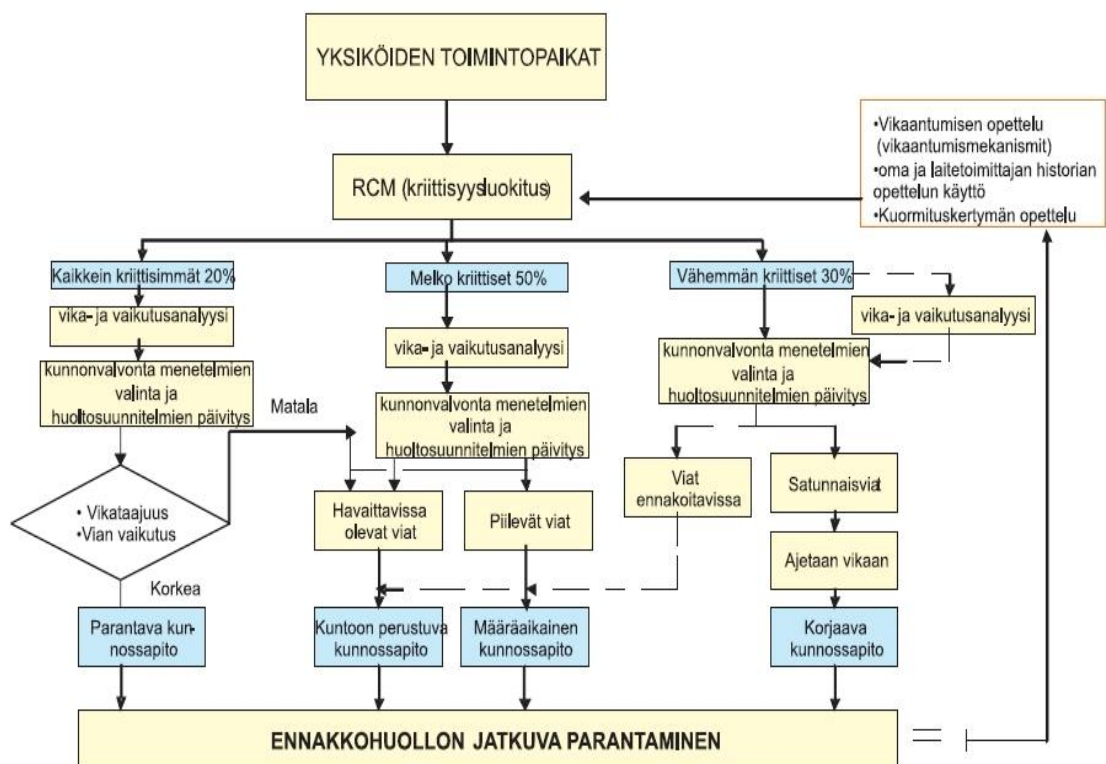 YKSIKÖIDEN TOIMINTOPAIKAT
•Vikaantumisen opettelu
(vikaantumismekanismit)
•oma ja laitetoimittajan historian
opettelun käyttö
•Kuormituskertymän opettelu
RCM (kriittisyysluokitus)
Kaikkein kriittisimmät 20%
Melko kriittiset 50%
Vähemmän kriittiset 30%
vika- ja vaikutusanalyysi
vika- ja vaikutusanalyysi
vika- ja vaikutusanalyysi
kunnonvalvonta menetelmien
valinta ja
huoltosuunnitelmien päivitys
Matala
kunnonvalvonta menetelmien
valinta ja
huoltosuunnitelmien päivitys
kunnonvalvonta menetelmien
valinta ja
huoltosuunnitelmien päivitys
• Vikataajuus
•Vian vaikutus
Havaittavissa
olevat viat
Piilevät viat
Viat
ennakoitavissa
Satunnaisviat
Ajetaan vikaan
Korkea
Parantava kun-
nossapito
Kuntoon perustuva
kunnossapito
Määräaikainen
kunnossapito
Korjaava
kunnossapito
ENNAKKOHUOLLON JATKUVA PARANTAMINEN